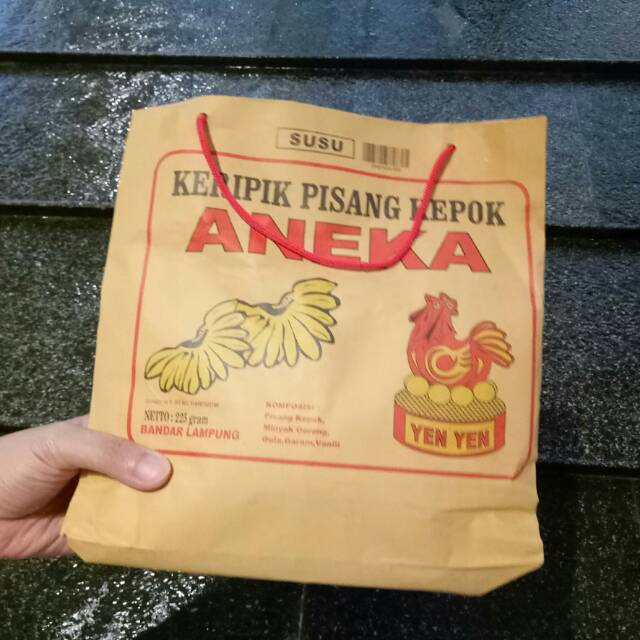 SUSU
KERIPIK PISANG KEPOK
ANEKA
NETTO : 225 gram
BANDAR LAMPUNG
KOMPOSISI :
Pisang Kepok,
Minyak Goreng,
Gula, Garam, Vanili
YEN YEN